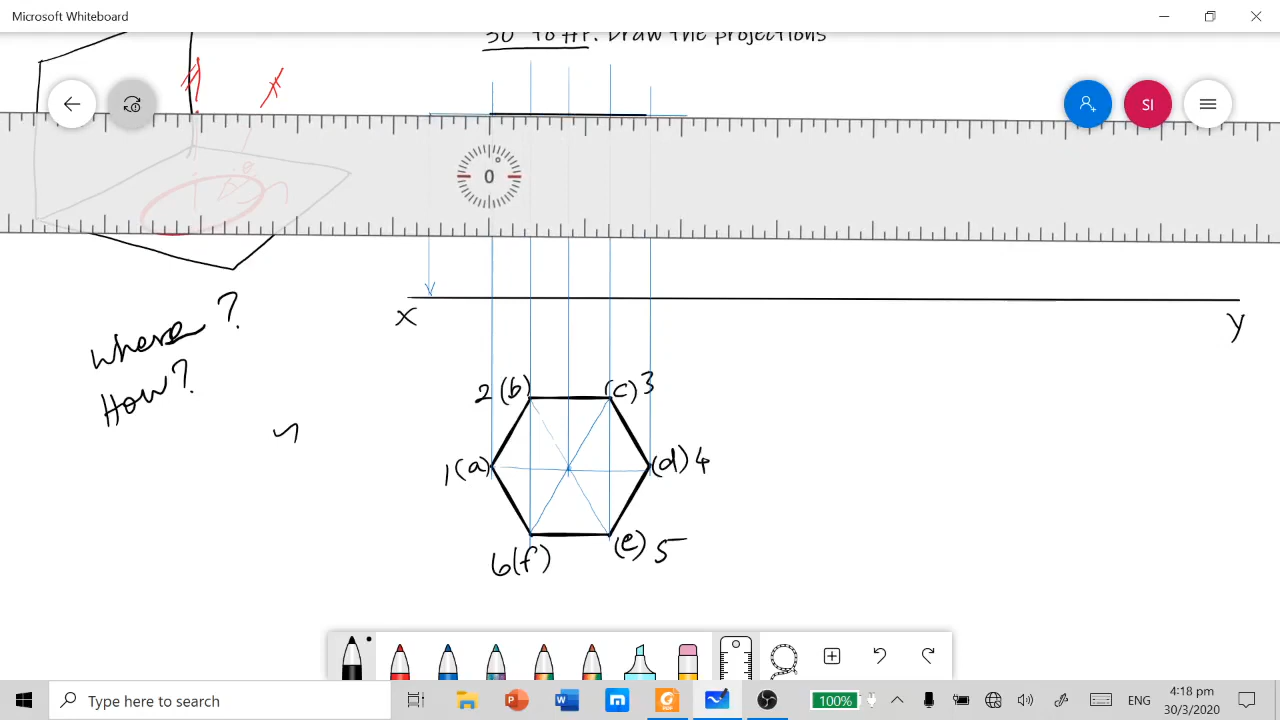 Microsoft Whiteboard
30° to HP. Draw the projections
SI
0°
X
y
where?
How?
2 (b)
(c) 3
1 (a)
(d) 4
6 (f)
(e) 5
Type here to search
100%
ENG
4:18 pm
30/3/2020